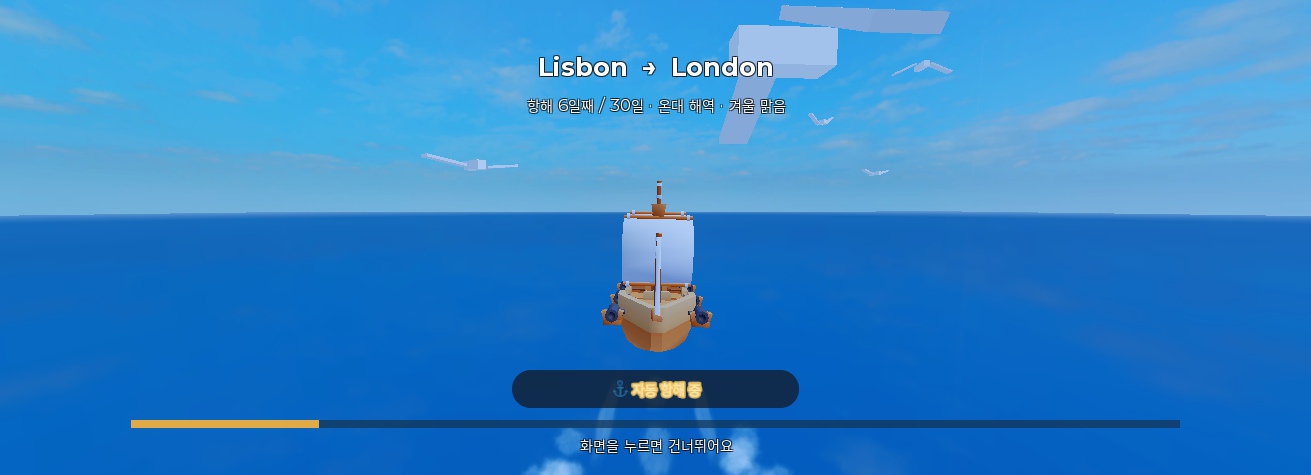 Lisbon → London
항해 6일째 / 30일 · 온대 해역 · 겨울 맑음
⚓ 자동 항해 중
화면을 누르면 건너뛰어요